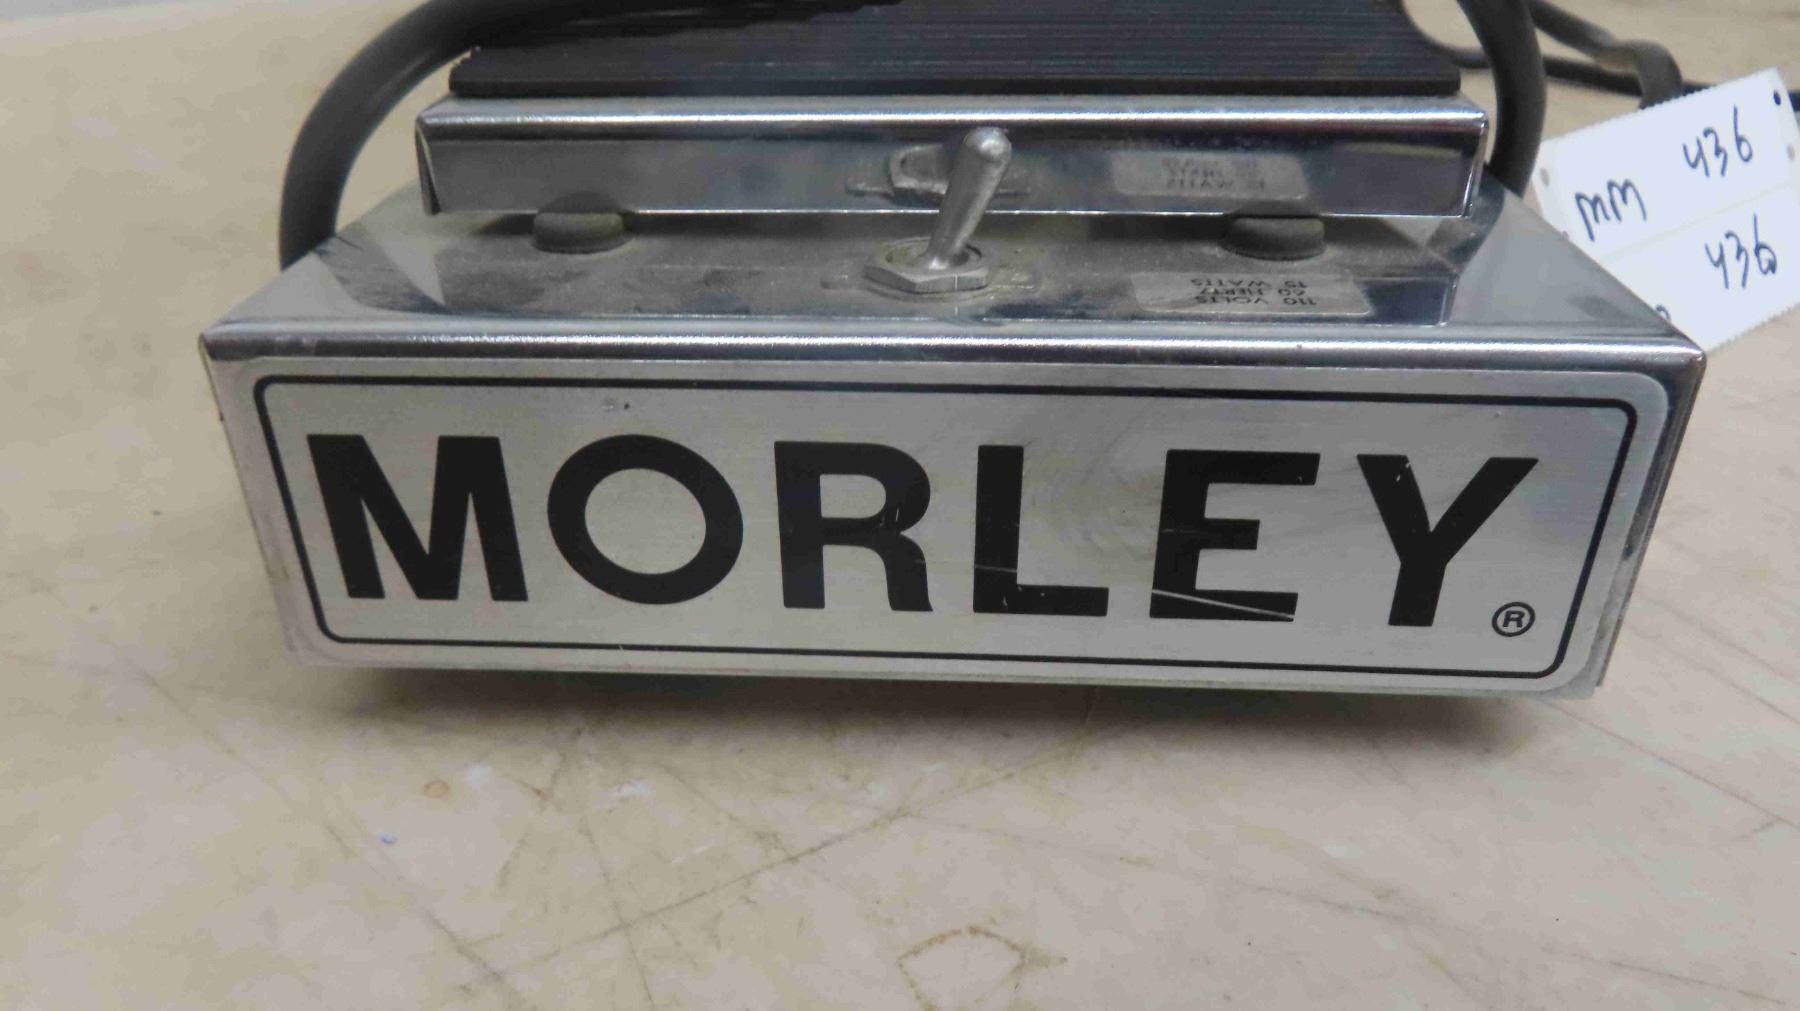 MM 436
436
110 VOLTS
60 HERTZ
15 WATTS
MORLEY
®